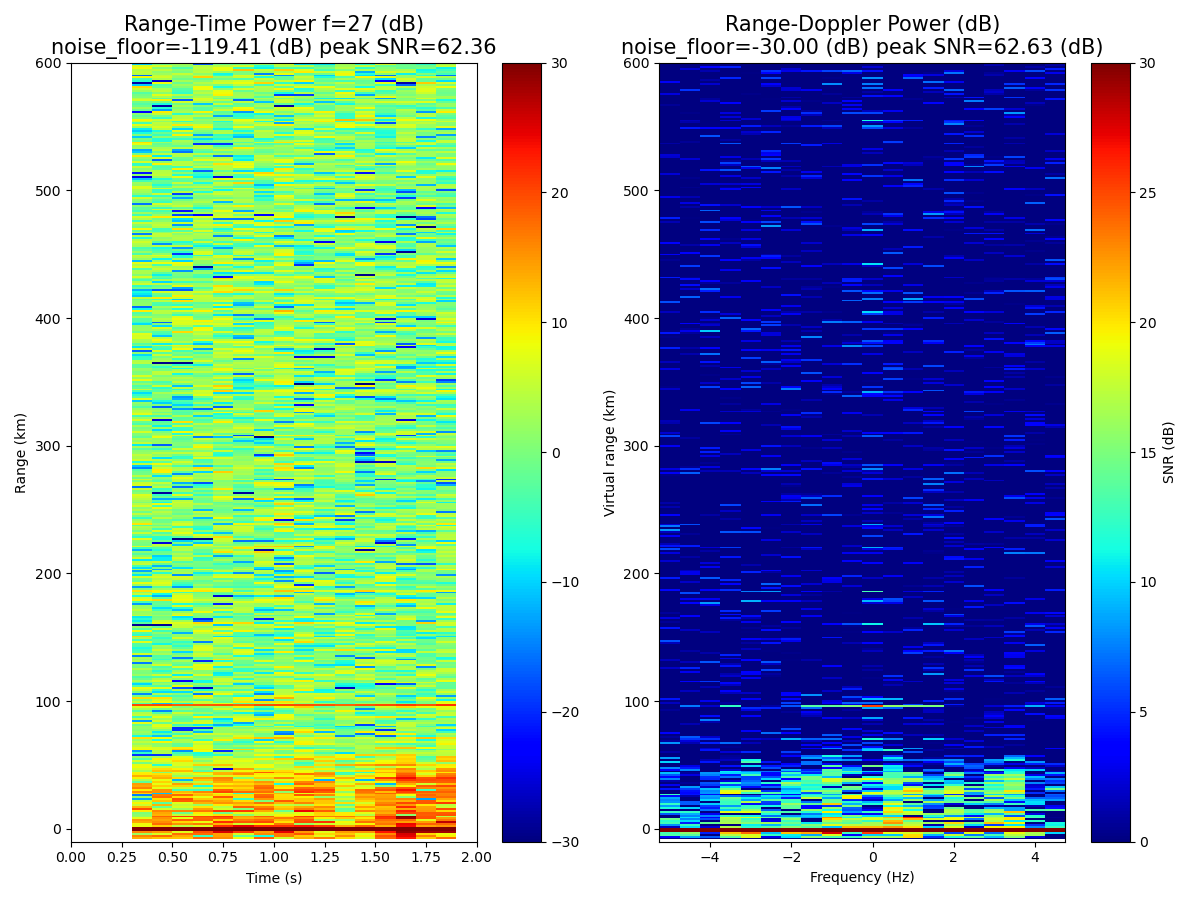 Range-Time Power f=27 (dB)
noise_floor=-119.41 (dB) peak SNR=62.36
600
500
400
300
200
100
0
Range (km)
0.00 0.25 0.50 0.75 1.00 1.25 1.50 1.75 2.00
Time (s)
30
20
10
0
−10
−20
−30
Range-Doppler Power (dB)
noise_floor=-30.00 (dB) peak SNR=62.63 (dB)
600
500
400
300
200
100
0
Virtual range (km)
−4 −2 0 2 4
Frequency (Hz)
30
25
20
15
10
5
0
SNR (dB)